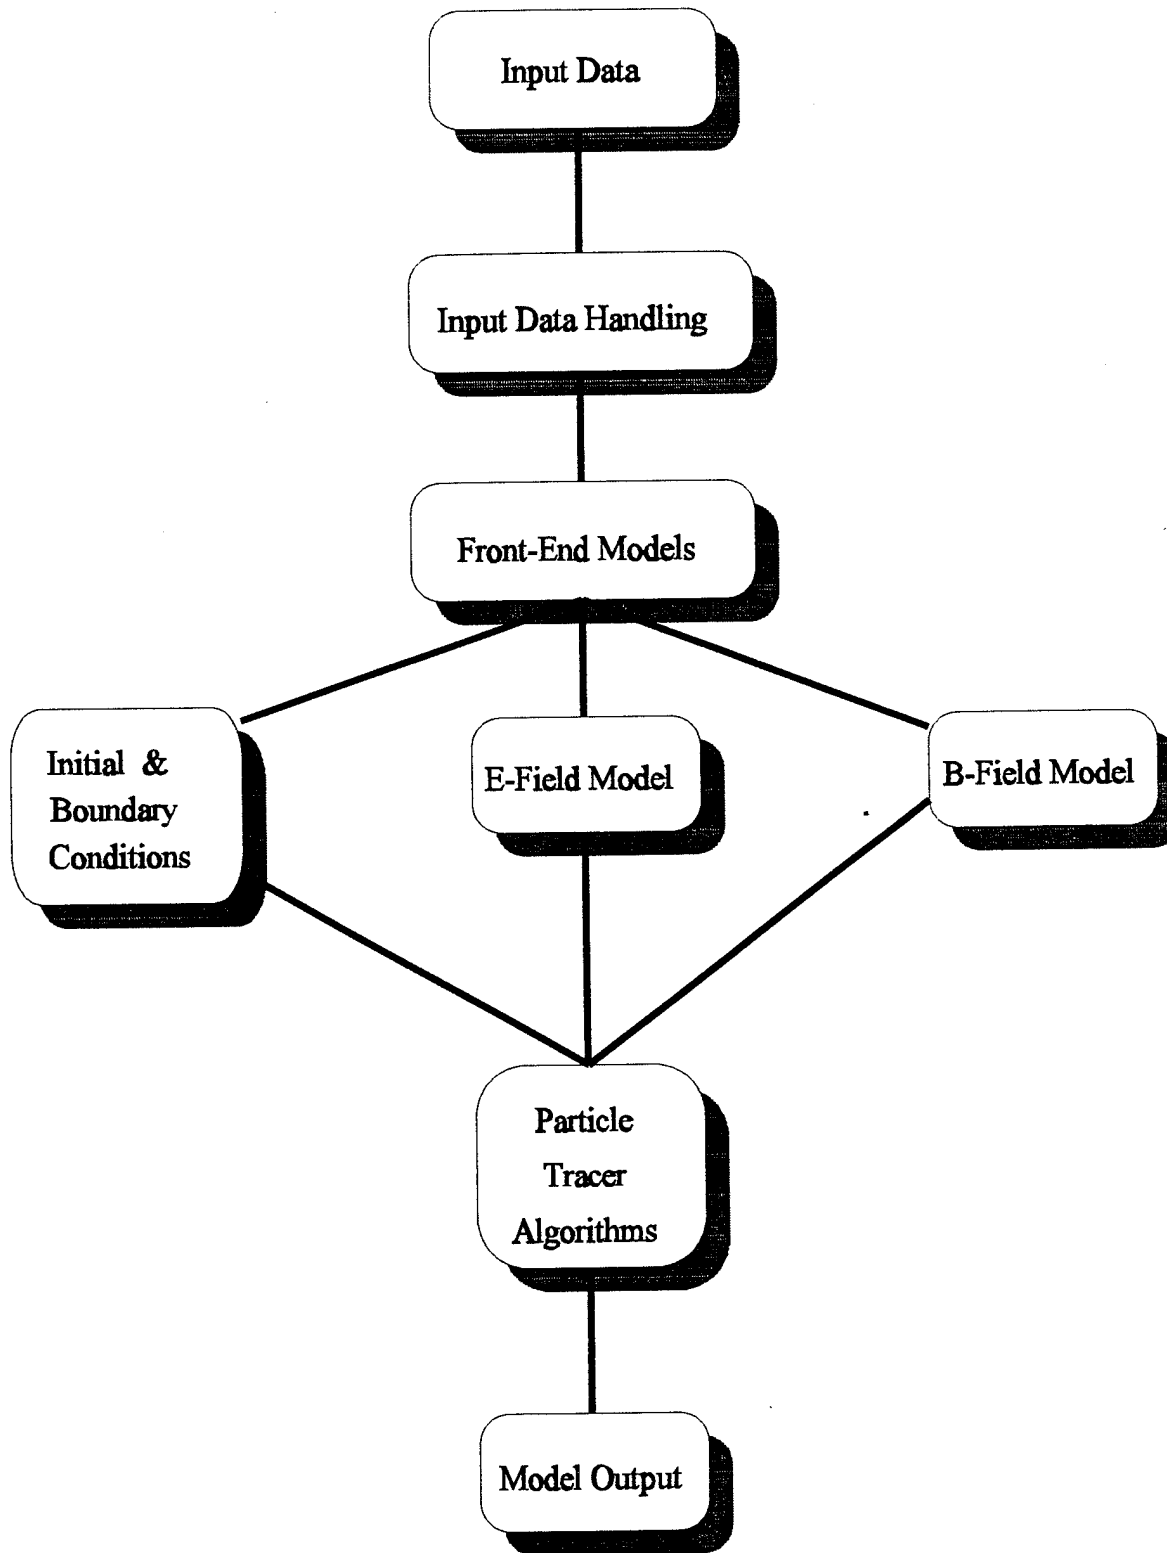 Input Data
Input Data Handling
Front-End Models
Initial &
Boundary
Conditions
E-Field Model
B-Field Model
Particle
Tracer
Algorithms
Model Output